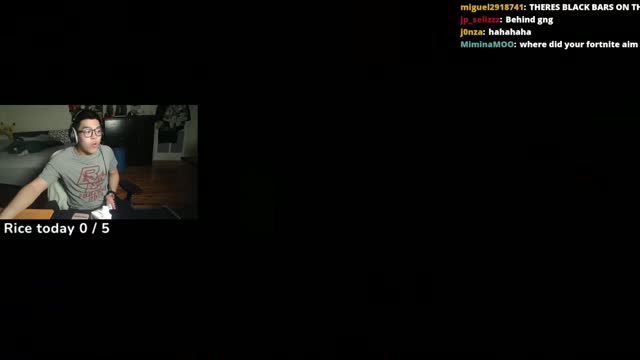 miguel2918741: THERES BLACK BARS ON TH
jp_sellzzz: Behind gng
j0nza: hahahaha
MiminaMOO: where did your fortnite aim
Rice today 0 / 5